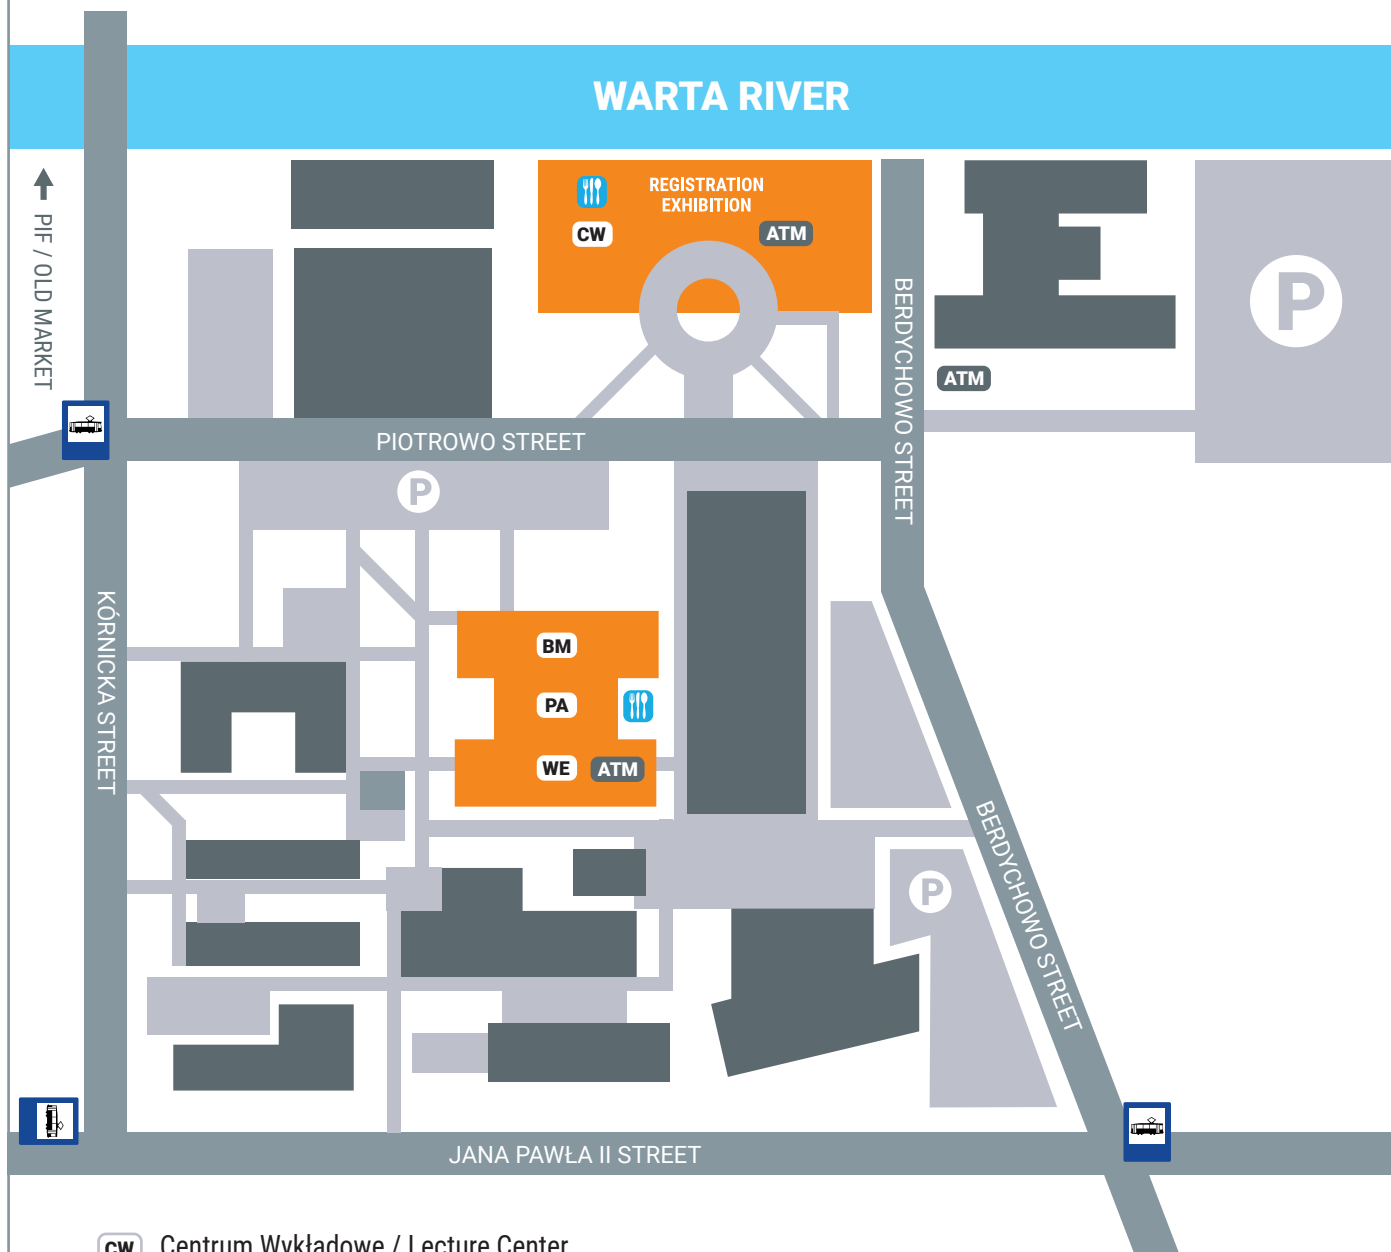 WARTA RIVER
PIF / OLD MARKET
REGISTRATION
EXHIBITION
CW
ATM
BERDYCHOWO STREET
P
ATM
PIOTROWO STREET
P
KÓRNICKA STREET
BM
PA
WE
ATM
BERDYCHOWO STREET
P
JANA PAWŁA II STREET
CW Centrum Wykładowe / Lecture Center